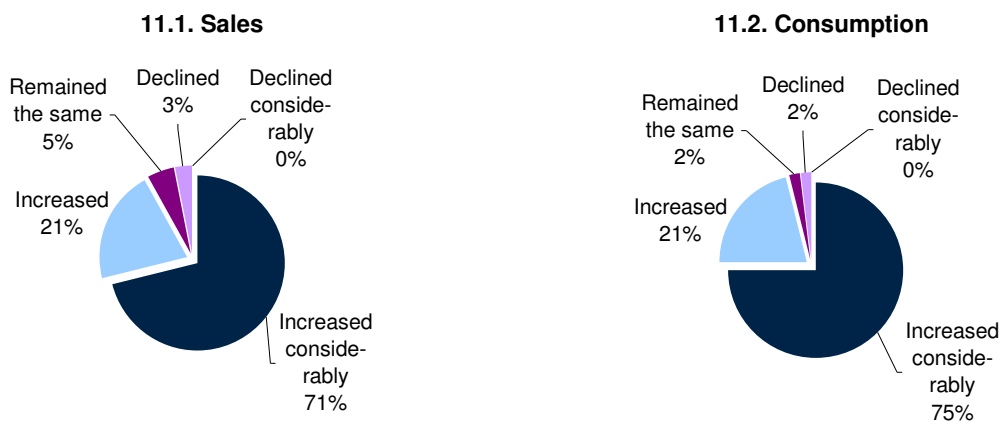 11.1. Sales
Remained
the same
5%
Declined
3%
Declined
conside-
rably
0%
Increased
21%
Increased
conside-
rably
71%
11.2. Consumption
Remained
the same
2%
Declined
2%
Declined
conside-
rably
0%
Increased
21%
Increased
conside-
rably
75%